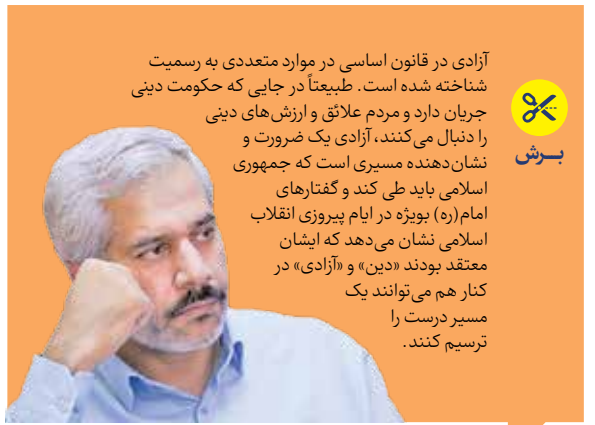 آزادی در قانون اساسی در موارد متعددی به رسمیت
شناخته شده است. طبیعتاً در جایی که حکومت دینی
جریان دارد و مردم علائق و ارزش‌های دینی
را دنبال می‌کنند، آزادی یک ضرورت و
نشان‌دهنده مسیری است که جمهوری
اسلامی باید طی کند و گفتارهای
امام(ره) بویژه در ایام پیروزی انقلاب
اسلامی نشان می‌دهد که ایشان
معتقد بودند «دین» و «آزادی» در
کنار هم می‌توانند یک
مسیر درست را
ترسیم کنند.
بـرش